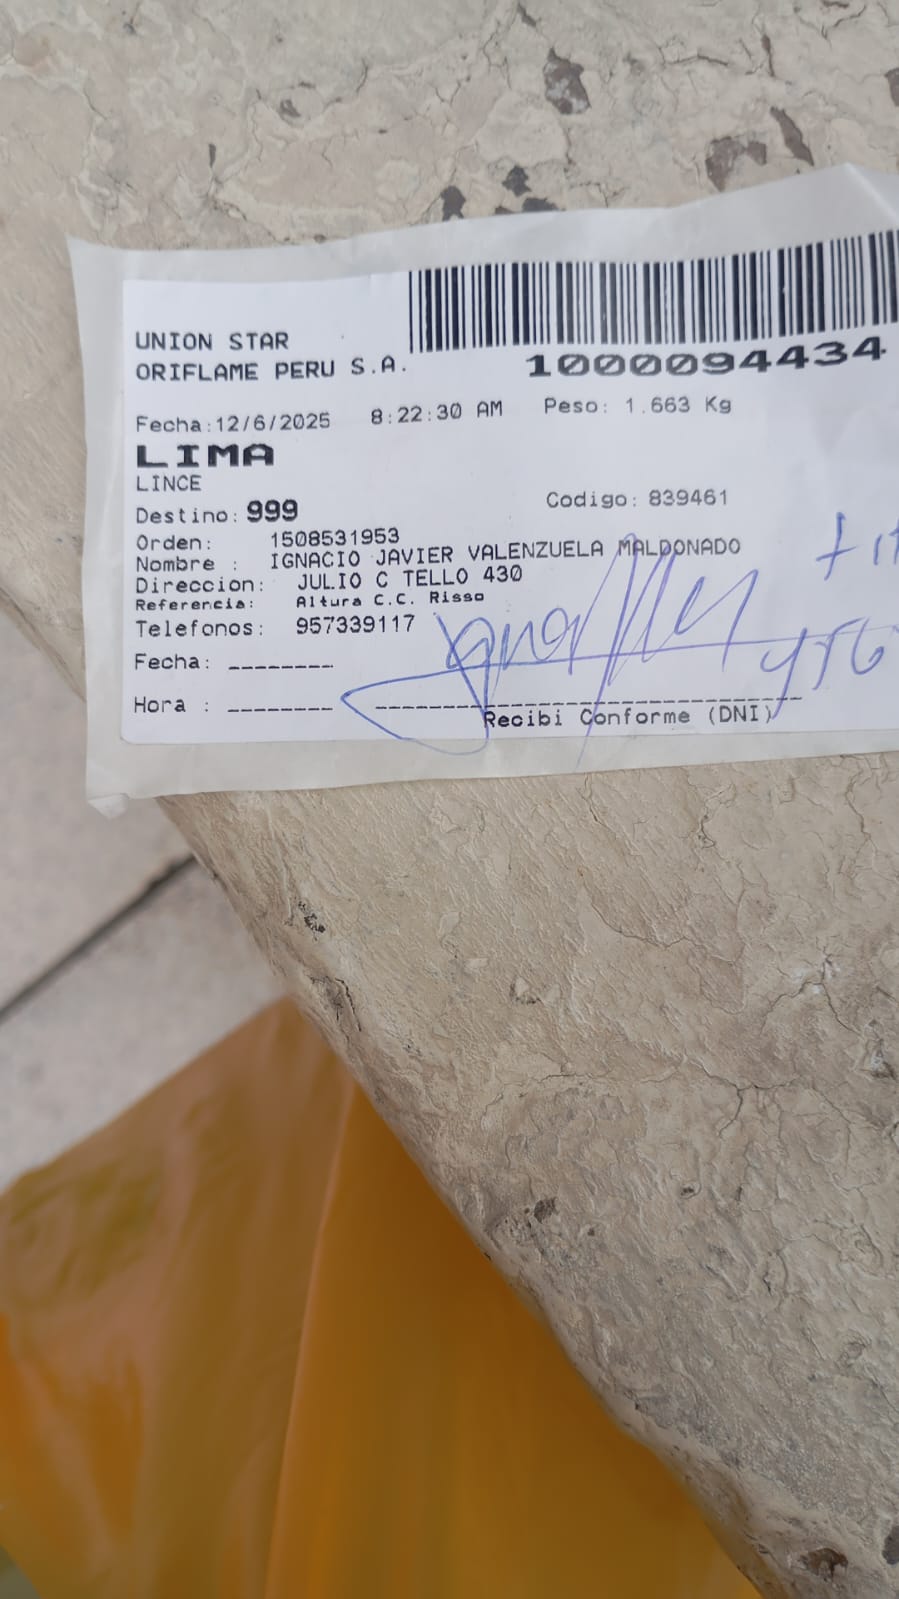 UNION STAR
ORIFLAME PERU S.A.
1000094434
Fecha:12/6/2025 8:22:30 AM Peso: 1.663 Kg
LIMA
LINCE
Destino: 999 Codigo: 839461
Orden: 1508531953
Nombre : IGNACIO JAVIER VALENZUELA MALDONADO
Direccion: JULIO C TELLO 430
Referencia: Altura C.C. Risso
Telefonos: 957339117
Fecha: --------
Hora : --------
Recibi Conforme (DNI)